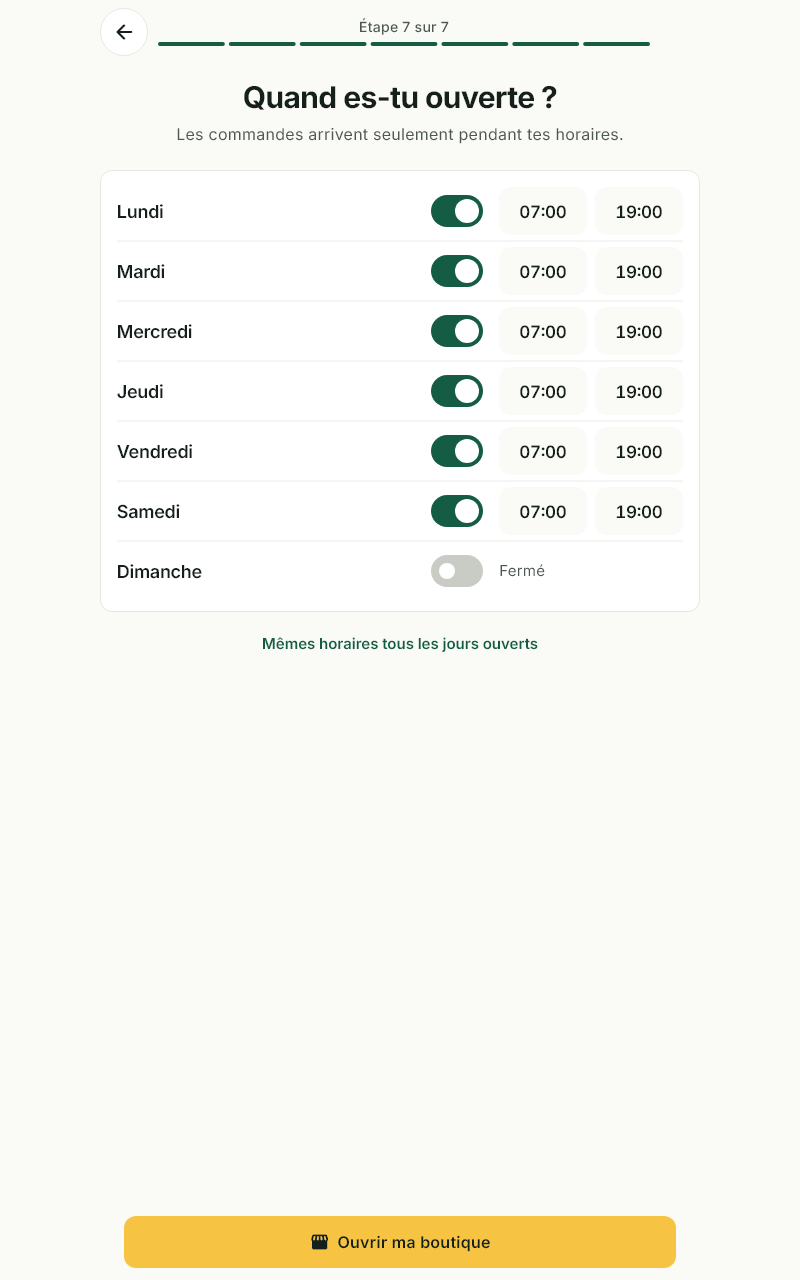 Étape 7 sur 7
Quand es-tu ouverte ?
Les commandes arrivent seulement pendant tes horaires.
Lundi 07:00 19:00
Mardi 07:00 19:00
Mercredi 07:00 19:00
Jeudi 07:00 19:00
Vendredi 07:00 19:00
Samedi 07:00 19:00
Dimanche Fermé
Mêmes horaires tous les jours ouverts
Ouvrir ma boutique